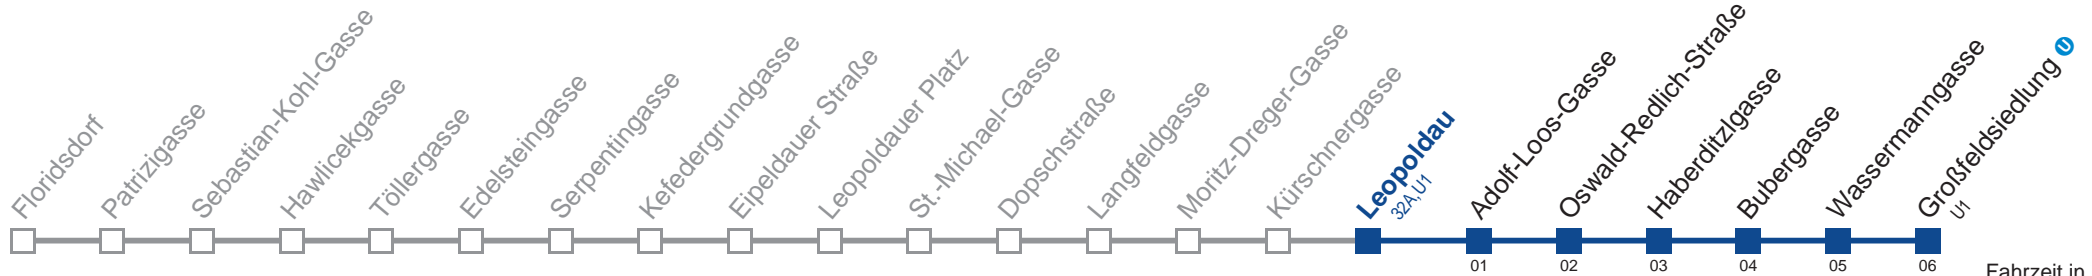 Floridsdorf
Patrizigasse
Sebastian-Kohl-Gasse
Hawlicekgasse
Töllergasse
Edelsteingasse
Serpentingasse
Kefedergrundgasse
Eipeldauer Straße
Leopoldauer Platz
St.-Michael-Gasse
Dopschstraße
Langfeldgasse
Moritz-Dreger-Gasse
Kürschnergasse
Leopoldau
32A, U1
Adolf-Loos-Gasse
Oswald-Redlich-Straße
Haberditzlgasse
Bubergasse
Wassermanngasse
Großfeldsiedlung U
U1
01 02 03 04 05 06
Fahrzeit in